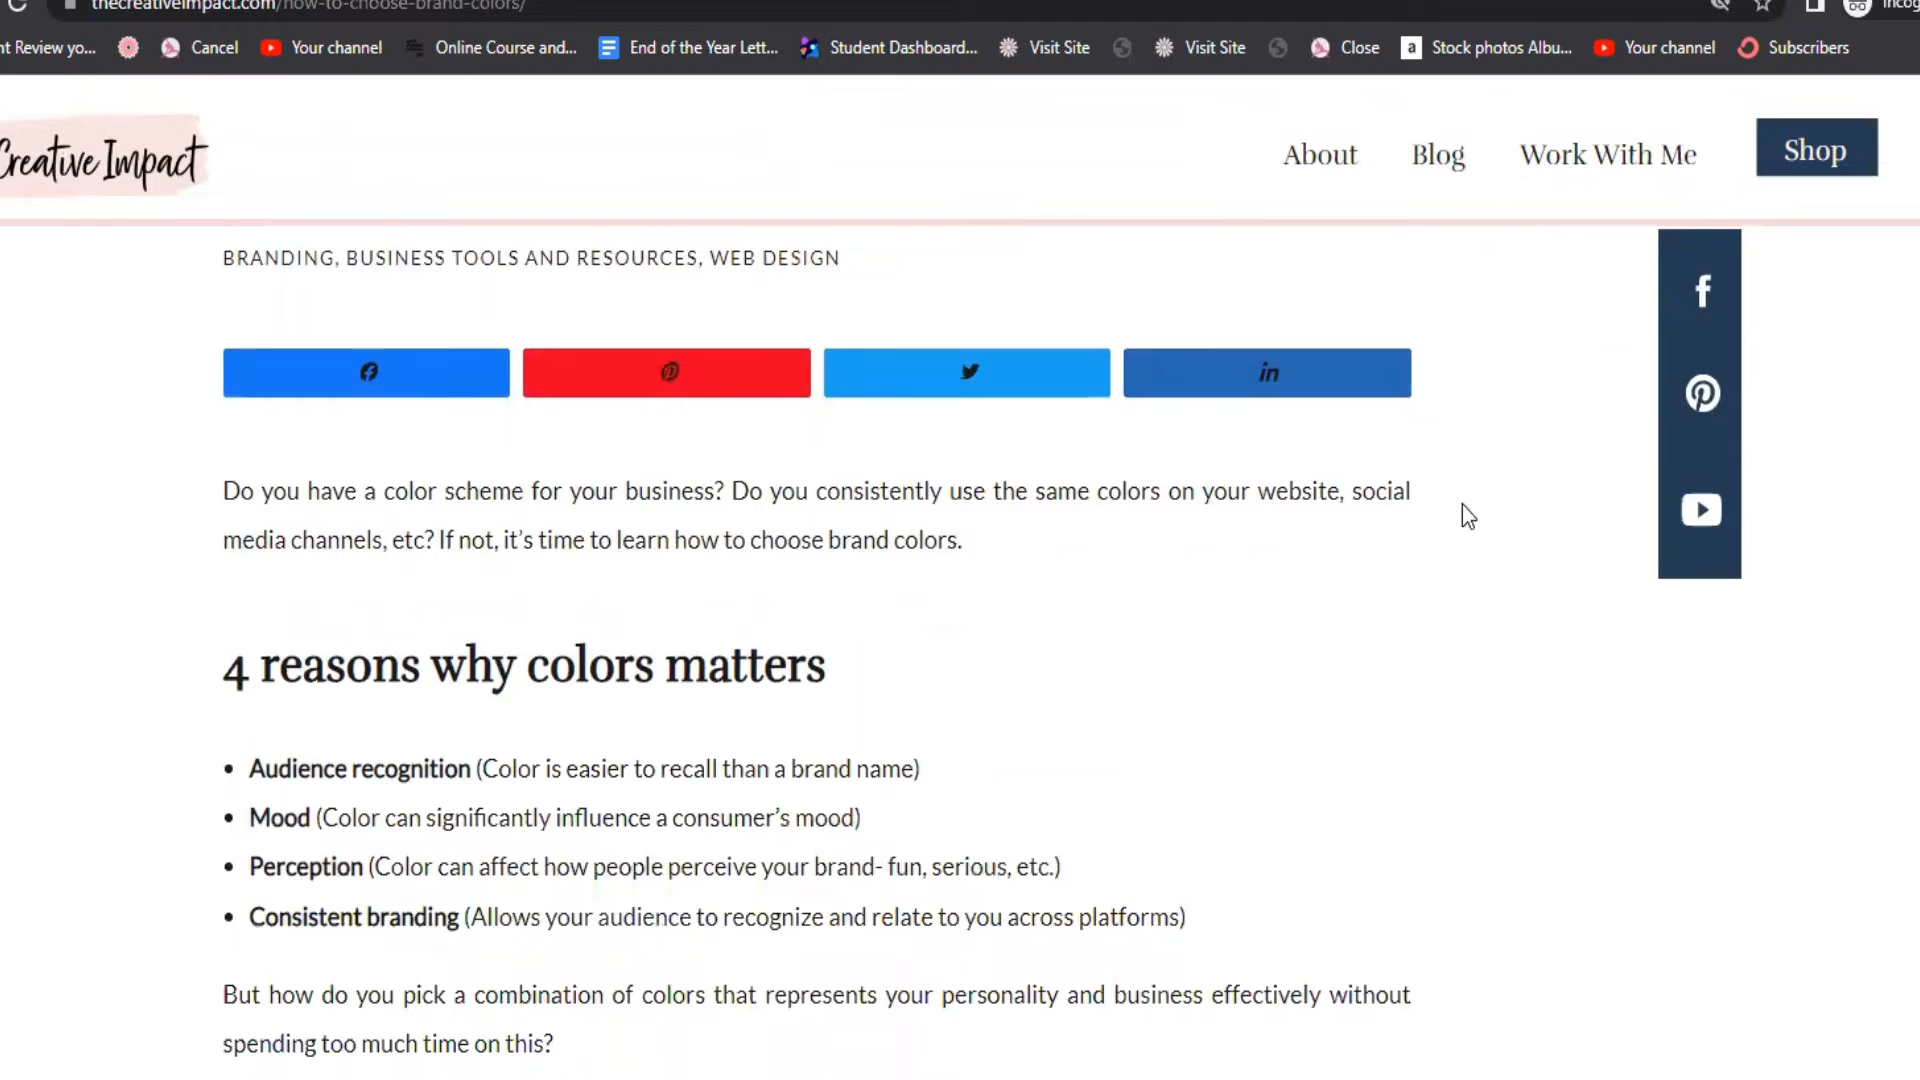 thecreativeimpact.com/how-to-choose-brand-colors/
nt Review yo... Cancel Your channel Online Course and... End of the Year Lett... Student Dashboard... Visit Site Visit Site Close a Stock photos Albu... Your channel Subscribers
Creative Impact
About Blog Work With Me Shop
BRANDING, BUSINESS TOOLS AND RESOURCES, WEB DESIGN
Do you have a color scheme for your business? Do you consistently use the same colors on your website, social
media channels, etc? If not, it’s time to learn how to choose brand colors.
4 reasons why colors matters
• Audience recognition (Color is easier to recall than a brand name)
• Mood (Color can significantly influence a consumer’s mood)
• Perception (Color can affect how people perceive your brand- fun, serious, etc.)
• Consistent branding (Allows your audience to recognize and relate to you across platforms)
But how do you pick a combination of colors that represents your personality and business effectively without
spending too much time on this?